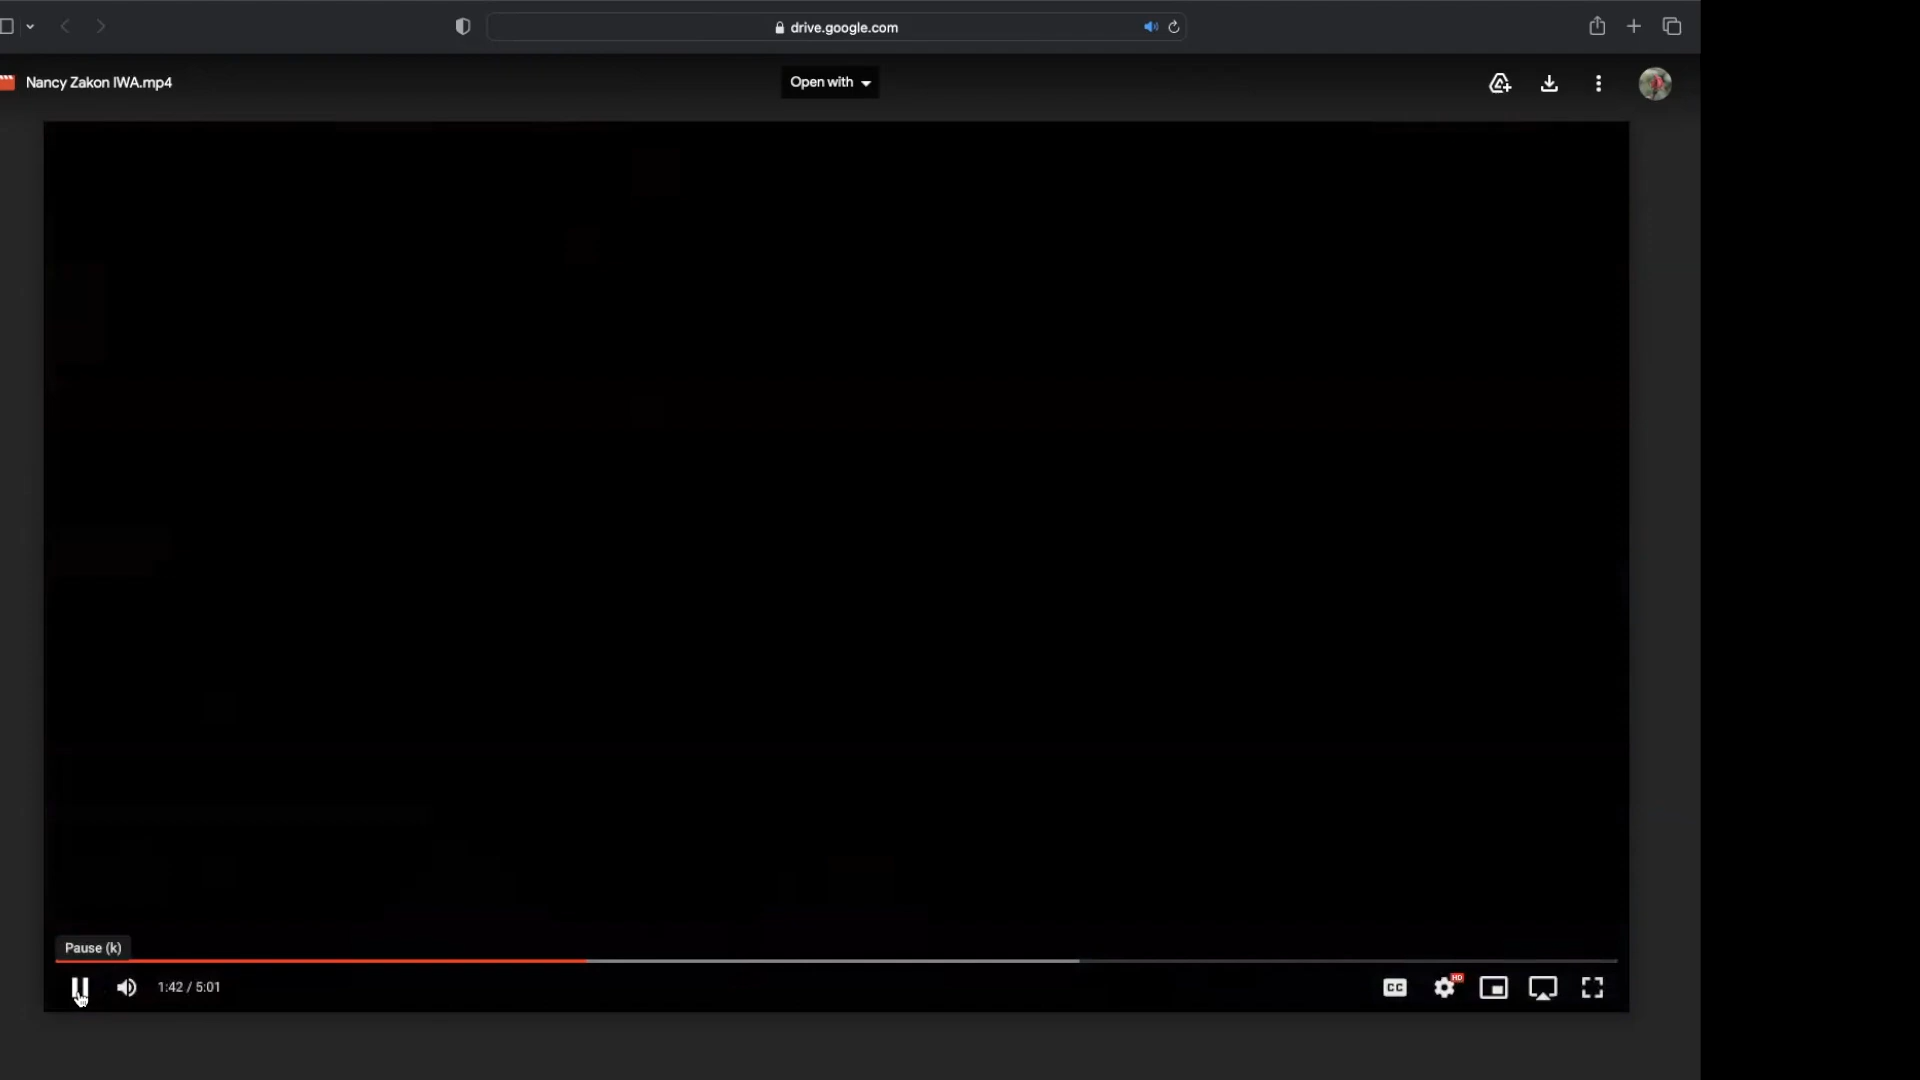 drive.google.com
Nancy Zakon IWA.mp4
Open with
Pause (k)
1:42 / 5:01
CC
HD